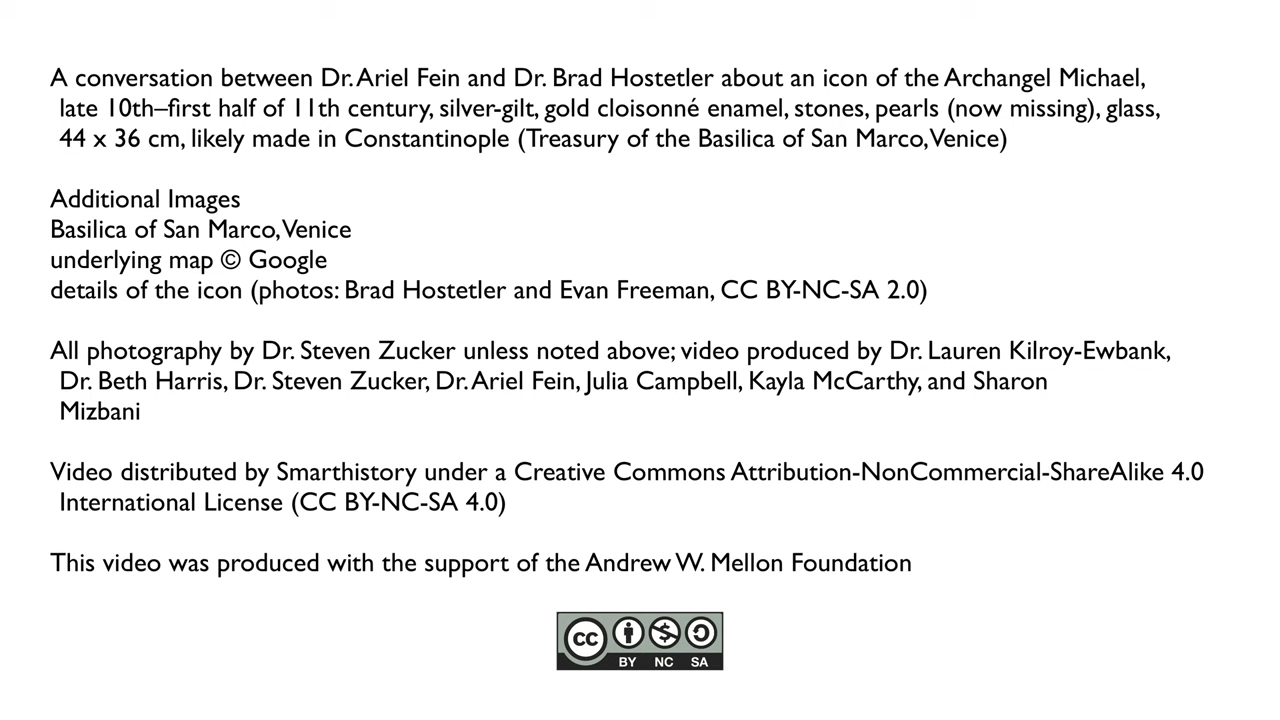 A conversation between Dr. Ariel Fein and Dr. Brad Hostetler about an icon of the Archangel Michael,
late 10th–first half of 11th century, silver-gilt, gold cloisonné enamel, stones, pearls (now missing), glass,
44 x 36 cm, likely made in Constantinople (Treasury of the Basilica of San Marco, Venice)
Additional Images
Basilica of San Marco, Venice
underlying map © Google
details of the icon (photos: Brad Hostetler and Evan Freeman, CC BY-NC-SA 2.0)
All photography by Dr. Steven Zucker unless noted above; video produced by Dr. Lauren Kilroy-Ewbank,
Dr. Beth Harris, Dr. Steven Zucker, Dr. Ariel Fein, Julia Campbell, Kayla McCarthy, and Sharon
Mizbani
Video distributed by Smarthistory under a Creative Commons Attribution-NonCommercial-ShareAlike 4.0
International License (CC BY-NC-SA 4.0)
This video was produced with the support of the Andrew W. Mellon Foundation
cc
BY NC SA